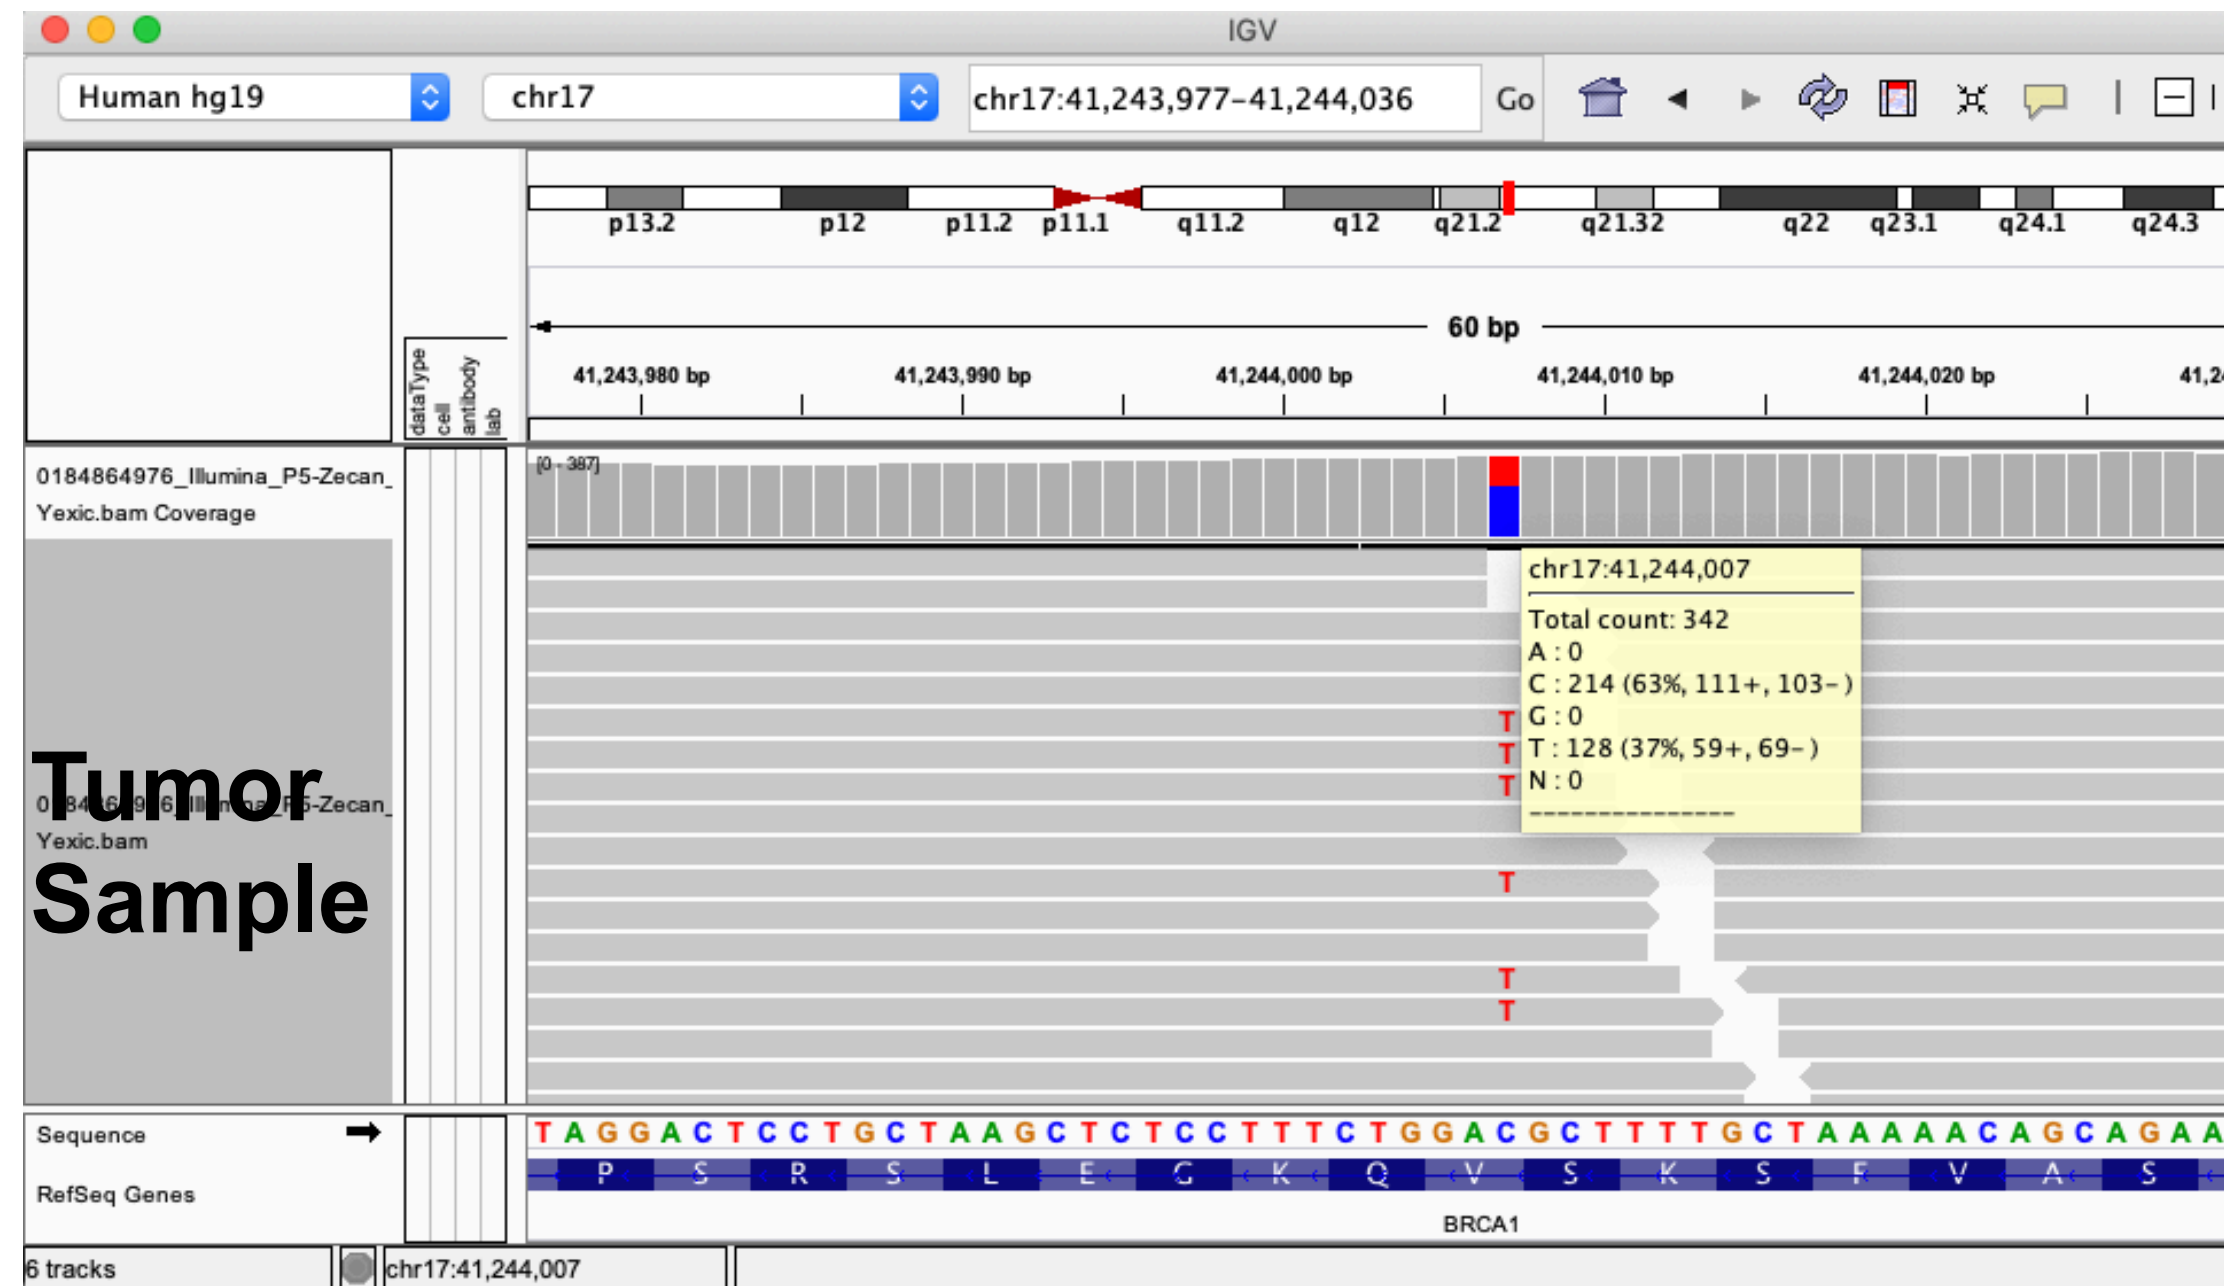 IGV
Human hg19 chr17 chr17:41,243,977-41,244,036 Go
p13.2 p12 p11.2 p11.1 q11.2 q12 q21.2 q21.32 q22 q23.1 q24.1 q24.3
60 bp
dataType
cell
antibody
lab
41,243,980 bp 41,243,990 bp 41,244,000 bp 41,244,010 bp 41,244,020 bp 41,24
0184864976_Illumina_P5-Zecan_
Yexic.bam Coverage
[0 - 387]
chr17:41,244,007
Total count: 342
A : 0
C : 214 (63%, 111+, 103- )
G : 0
T : 128 (37%, 59+, 69- )
N : 0
---------------
T
T
T
T
T
T
Tumor
Sample
Yexic.bam
Sequence
T A G G A C T C C T G C T A A G C T C T C C T T T C T G G A C G C T T T T G C T A A A A A C A G C A G A A
RefSeq Genes
P S R S L E G K Q V S K S F V A S
BRCA1
6 tracks chr17:41,244,007